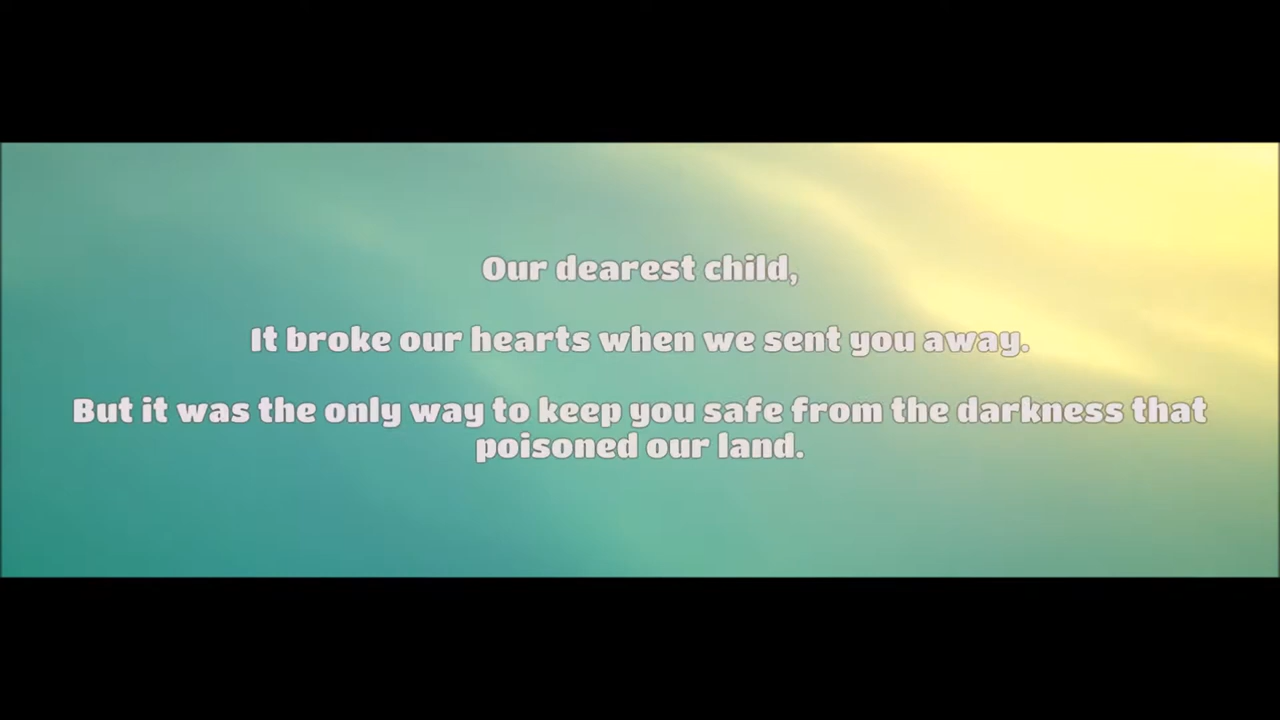 Our dearest child,
It broke our hearts when we sent you away.
But it was the only way to keep you safe from the darkness that
poisoned our land.